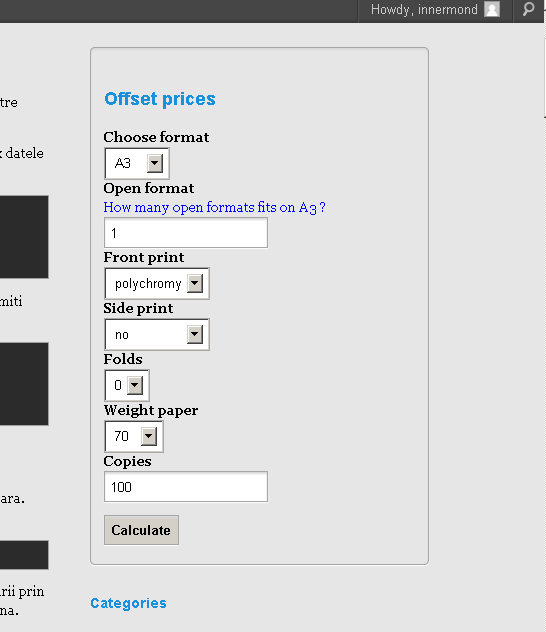 Howdy, innermond
tre
datele
miti
ara.
rii prin
na.
Offset prices
Choose format
A3
Open format
How many open formats fits on A3 ?
1
Front print
polychromy
Side print
no
Folds
0
Weight paper
70
Copies
100
Calculate
Categories